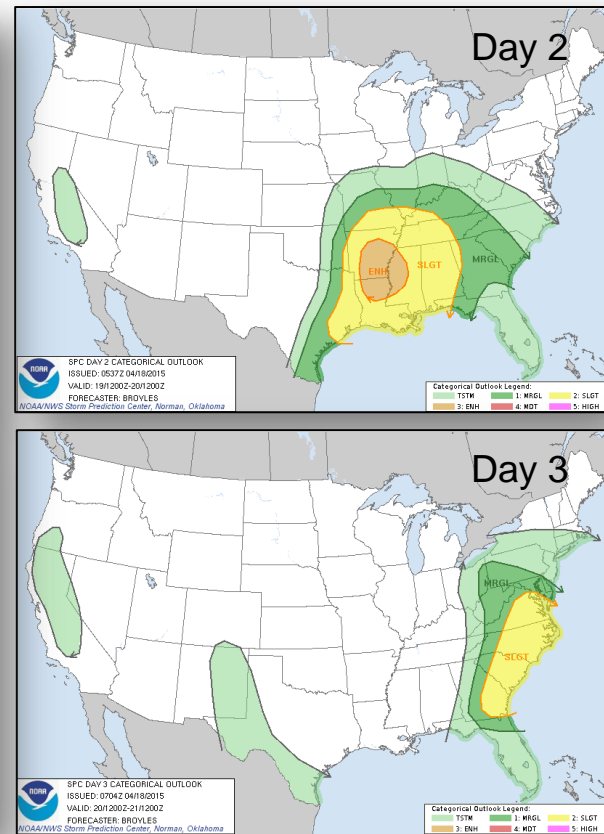 Day 2
ENH
SLGT
MRGL
NOAA
SPC DAY 2 CATEGORICAL OUTLOOK
ISSUED: 0537Z 04/18/2015
VALID: 19/1200Z-20/1200Z
FORECASTER: BROYLES
NOAA/NWS Storm Prediction Center, Norman, Oklahoma
Categorical Outlook Legend:
TSTM 1: MRGL 2: SLGT
3: ENH 4: MDT 5: HIGH
Day 3
MRGL
SLGT
NOAA
SPC DAY 3 CATEGORICAL OUTLOOK
ISSUED: 0704Z 04/18/2015
VALID: 20/1200Z-21/1200Z
FORECASTER: BROYLES
NOAA/NWS Storm Prediction Center, Norman, Oklahoma
Categorical Outlook Legend:
TSTM 1: MRGL 2: SLGT
3: ENH 4: MDT 5: HIGH